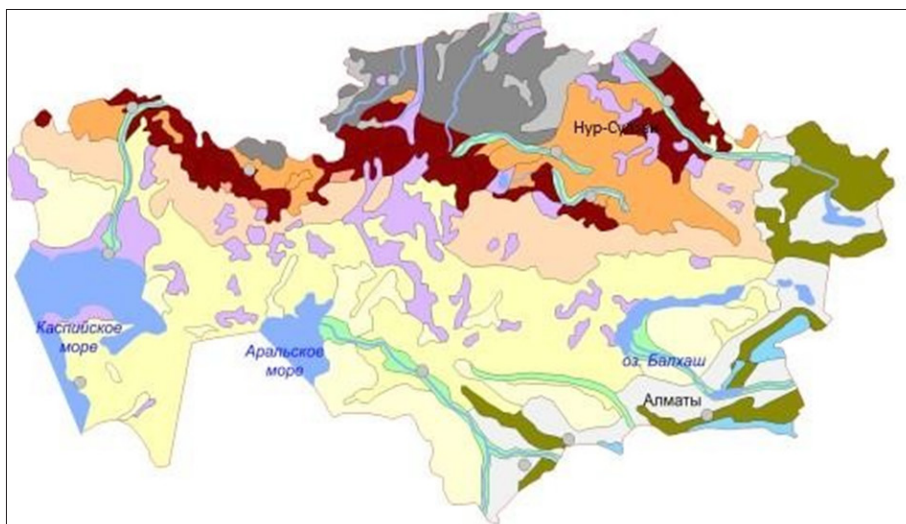 Нур-Султан
Каспийское
море
Аральское
море
оз. Балхаш
Алматы